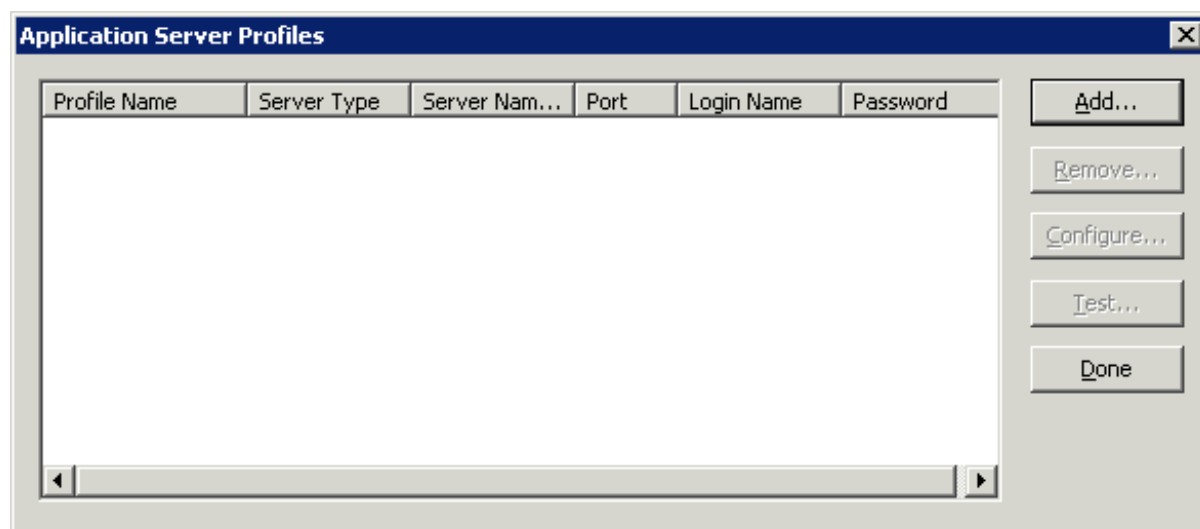 Application Server Profiles
Profile Name Server Type Server Nam... Port Login Name Password
Add...
Remove...
Configure...
Test...
Done